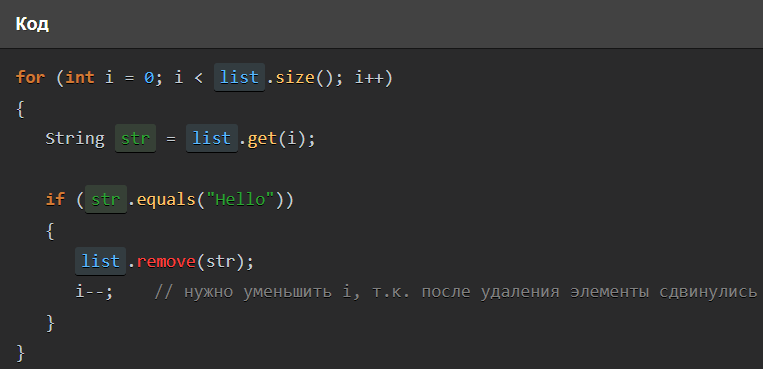 Код
for (int i = 0; i < list.size(); i++)
{
String str = list.get(i);
if (str.equals("Hello"))
{
list.remove(str);
i--; // нужно уменьшить i, т.к. после удаления элементы сдвинулись
}
}